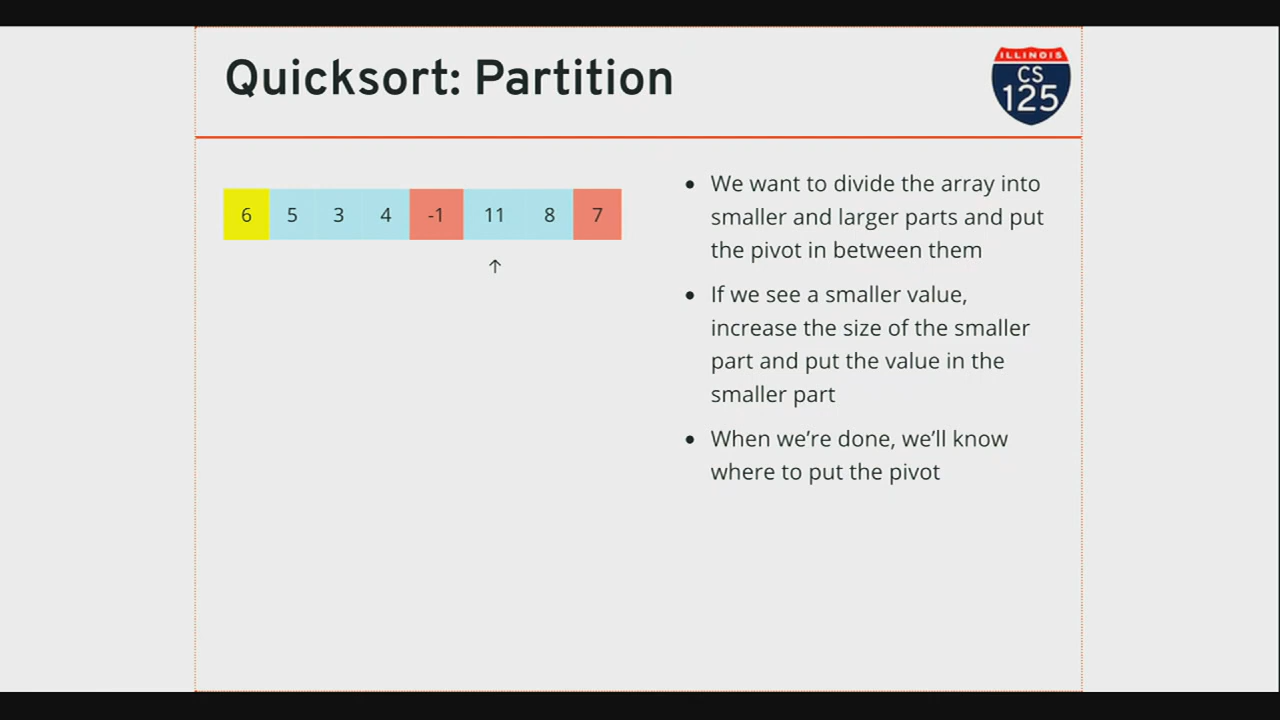 Quicksort: Partition
ILLINOIS
CS
125
6 5 3 4 -1 11 8 7
↑
• We want to divide the array into
smaller and larger parts and put
the pivot in between them
• If we see a smaller value,
increase the size of the smaller
part and put the value in the
smaller part
• When we’re done, we’ll know
where to put the pivot